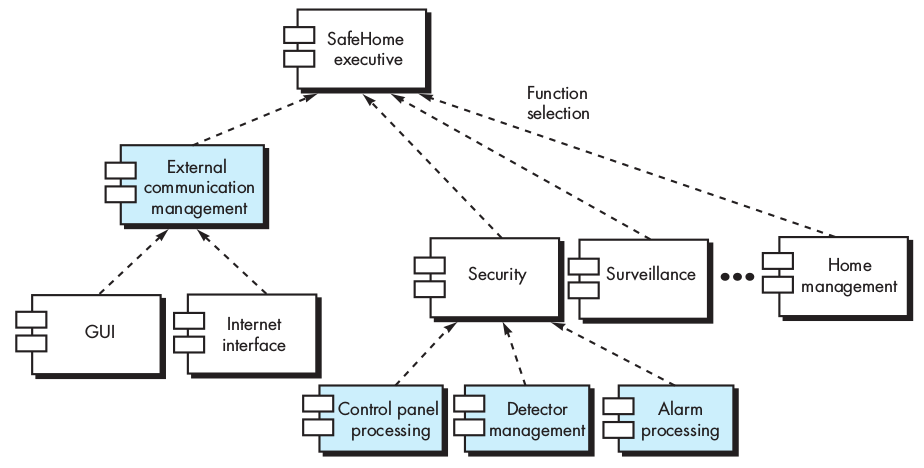 SafeHome
executive
Function
selection
External
communication
management
Security
Surveillance
Home
management
GUI
Internet
interface
Control panel
processing
Detector
management
Alarm
processing